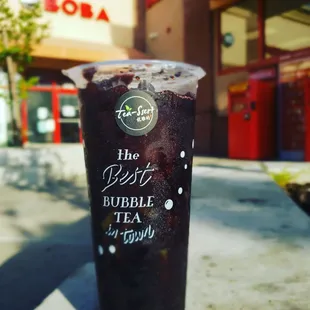 BOBA
Tea-Sert
the
Best
BUBBLE
TEA
in town